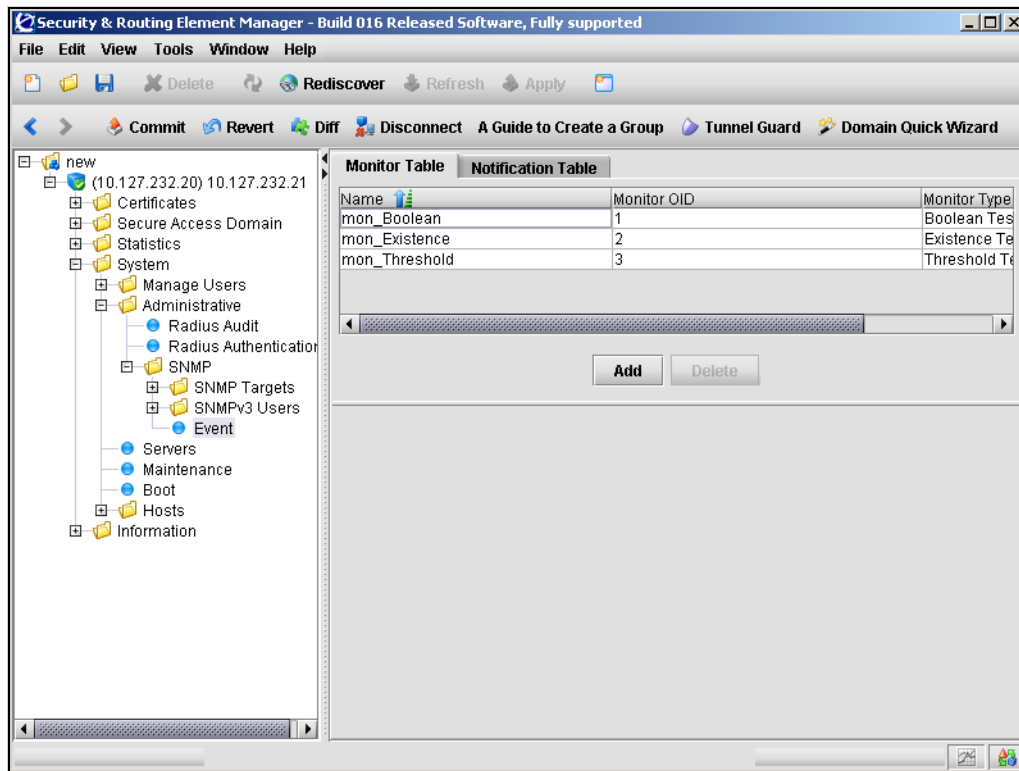 Security & Routing Element Manager - Build 016 Released Software, Fully supported
File Edit View Tools Window Help
Delete Rediscover Refresh Apply
Commit Revert Diff Disconnect A Guide to Create a Group Tunnel Guard Domain Quick Wizard
new
(10.127.232.20) 10.127.232.21
Certificates
Secure Access Domain
Statistics
System
Manage Users
Administrative
Radius Audit
Radius Authentication
SNMP
SNMP Targets
SNMPv3 Users
Event
Servers
Maintenance
Boot
Hosts
Information
Monitor Table Notification Table
Name Monitor OID Monitor Type
mon_Boolean 1 Boolean Tes
mon_Existence 2 Existence Te
mon_Threshold 3 Threshold Te
Add Delete